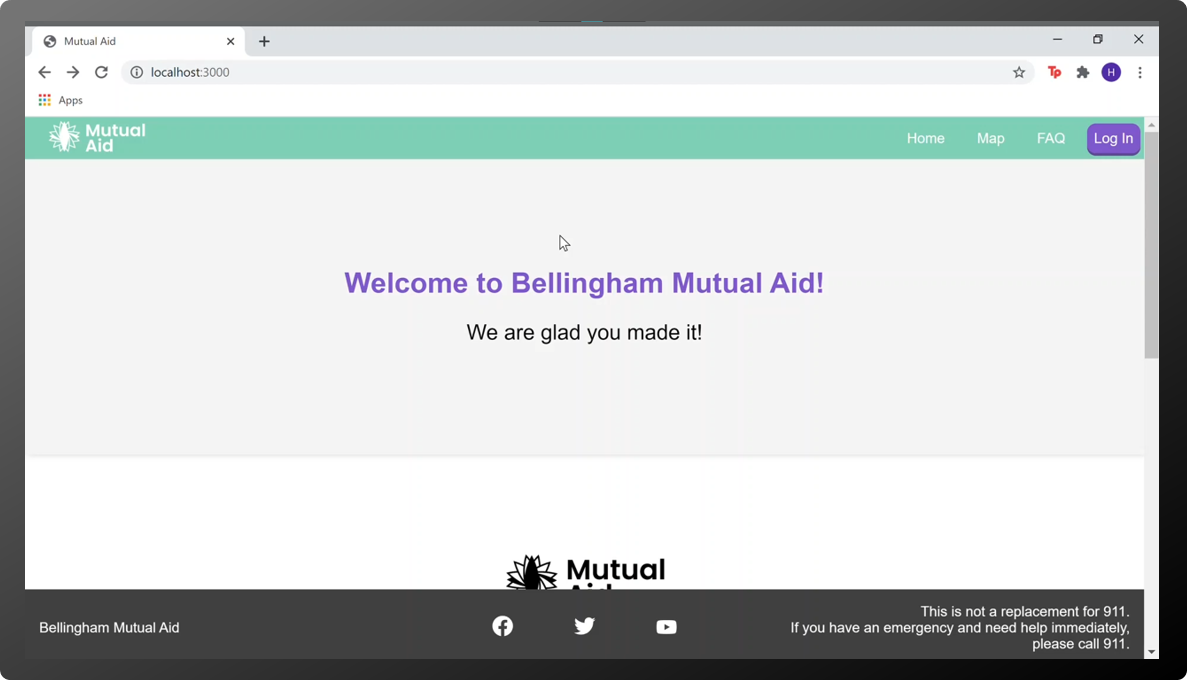 Mutual Aid
localhost:3000
Tp
H
Apps
Mutual
Aid
Home
Map
FAQ
Log In
Welcome to Bellingham Mutual Aid!
We are glad you made it!
Mutual
Aid
Bellingham Mutual Aid
This is not a replacement for 911.
If you have an emergency and need help immediately,
please call 911.